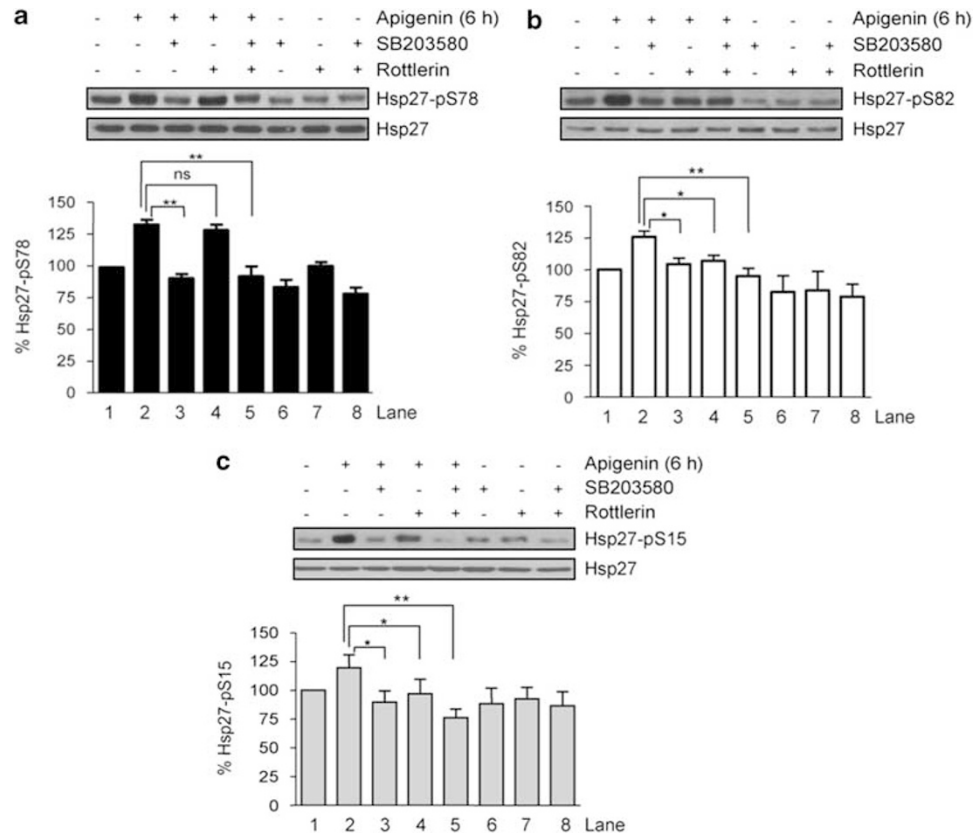 a
- + + + + - - - Apigenin (6 h)
- - + - + + - + SB203580
- - - + + - + + Rottlerin
Hsp27-pS78
Hsp27
**
ns
**
% Hsp27-pS78
150
125
100
75
50
25
0
1 2 3 4 5 6 7 8 Lane
b
- + + + + - - - Apigenin (6 h)
- - + - + + - + SB203580
- - - + + - + + Rottlerin
Hsp27-pS82
Hsp27
**
*
*
% Hsp27-pS82
150
125
100
75
50
25
0
1 2 3 4 5 6 7 8 Lane
c
- + + + + - - - Apigenin (6 h)
- - + - + + - + SB203580
- - - + + - + + Rottlerin
Hsp27-pS15
Hsp27
**
*
*
% Hsp27-pS15
150
125
100
75
50
25
0
1 2 3 4 5 6 7 8 Lane